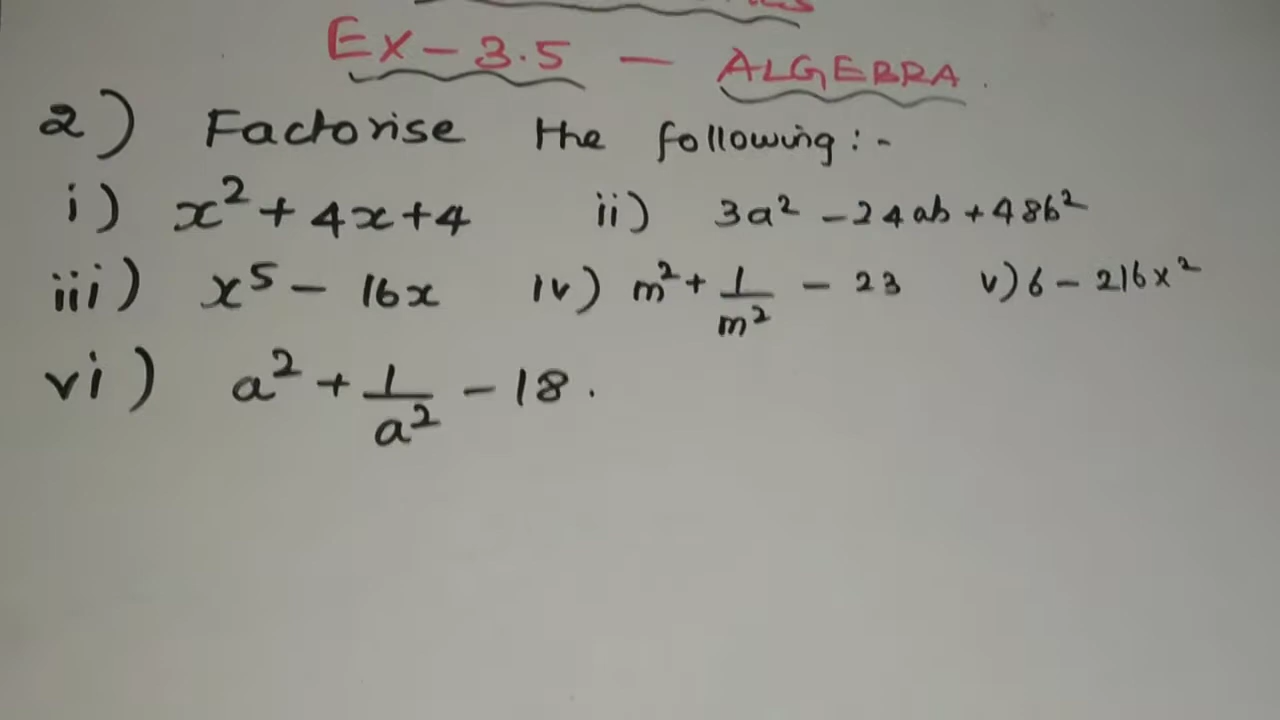 Ex - 3.5 - ALGEBRA.
2) Factorise the following:-
i) x² + 4x + 4 ii) 3a² - 24ab + 48b²
iii) x⁵ - 16x iv) m² + 1/m² - 23 v) 6 - 216x²
vi) a² + 1/a² - 18.